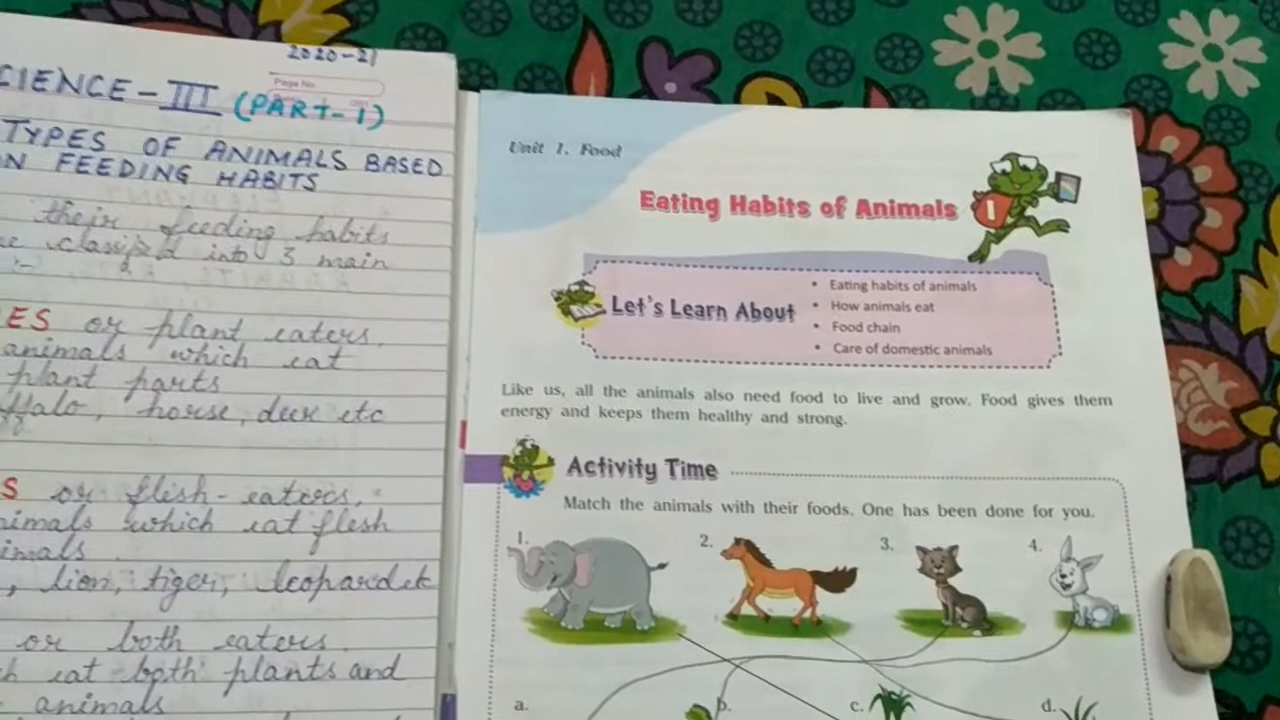 2020-21
Page No.
CIENCE-III (PART-1)
TYPES OF ANIMALS BASED
N FEEDING HABITS
their feeding habits
classified into 3 main
:-
ES or plant eaters,
animals which eat
plant parts
ffalo, horse, deer etc
S or flesh-eaters,
imals which eat flesh
imals
, lion, tiger, leopard etc
or both eaters.
h eat both plants and
animals
Unit 1. Food
Eating Habits of Animals
1
Let's Learn About
• Eating habits of animals
• How animals eat
• Food chain
• Care of domestic animals
Like us, all the animals also need food to live and grow. Food gives them
energy and keeps them healthy and strong.
Activity Time
Match the animals with their foods. One has been done for you.
1. 2. 3. 4.
a. b. c. d.